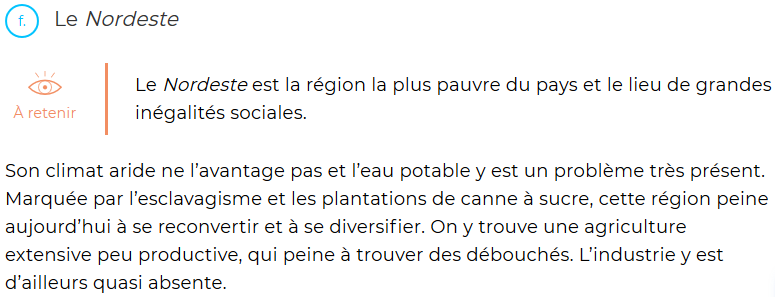 f. Le Nordeste
Le Nordeste est la région la plus pauvre du pays et le lieu de grandes
À retenir
inégalités sociales.
Son climat aride ne l’avantage pas et l’eau potable y est un problème très présent.
Marquée par l’esclavagisme et les plantations de canne à sucre, cette région peine
aujourd’hui à se reconvertir et à se diversifier. On y trouve une agriculture
extensive peu productive, qui peine à trouver des débouchés. L’industrie y est
d’ailleurs quasi absente.